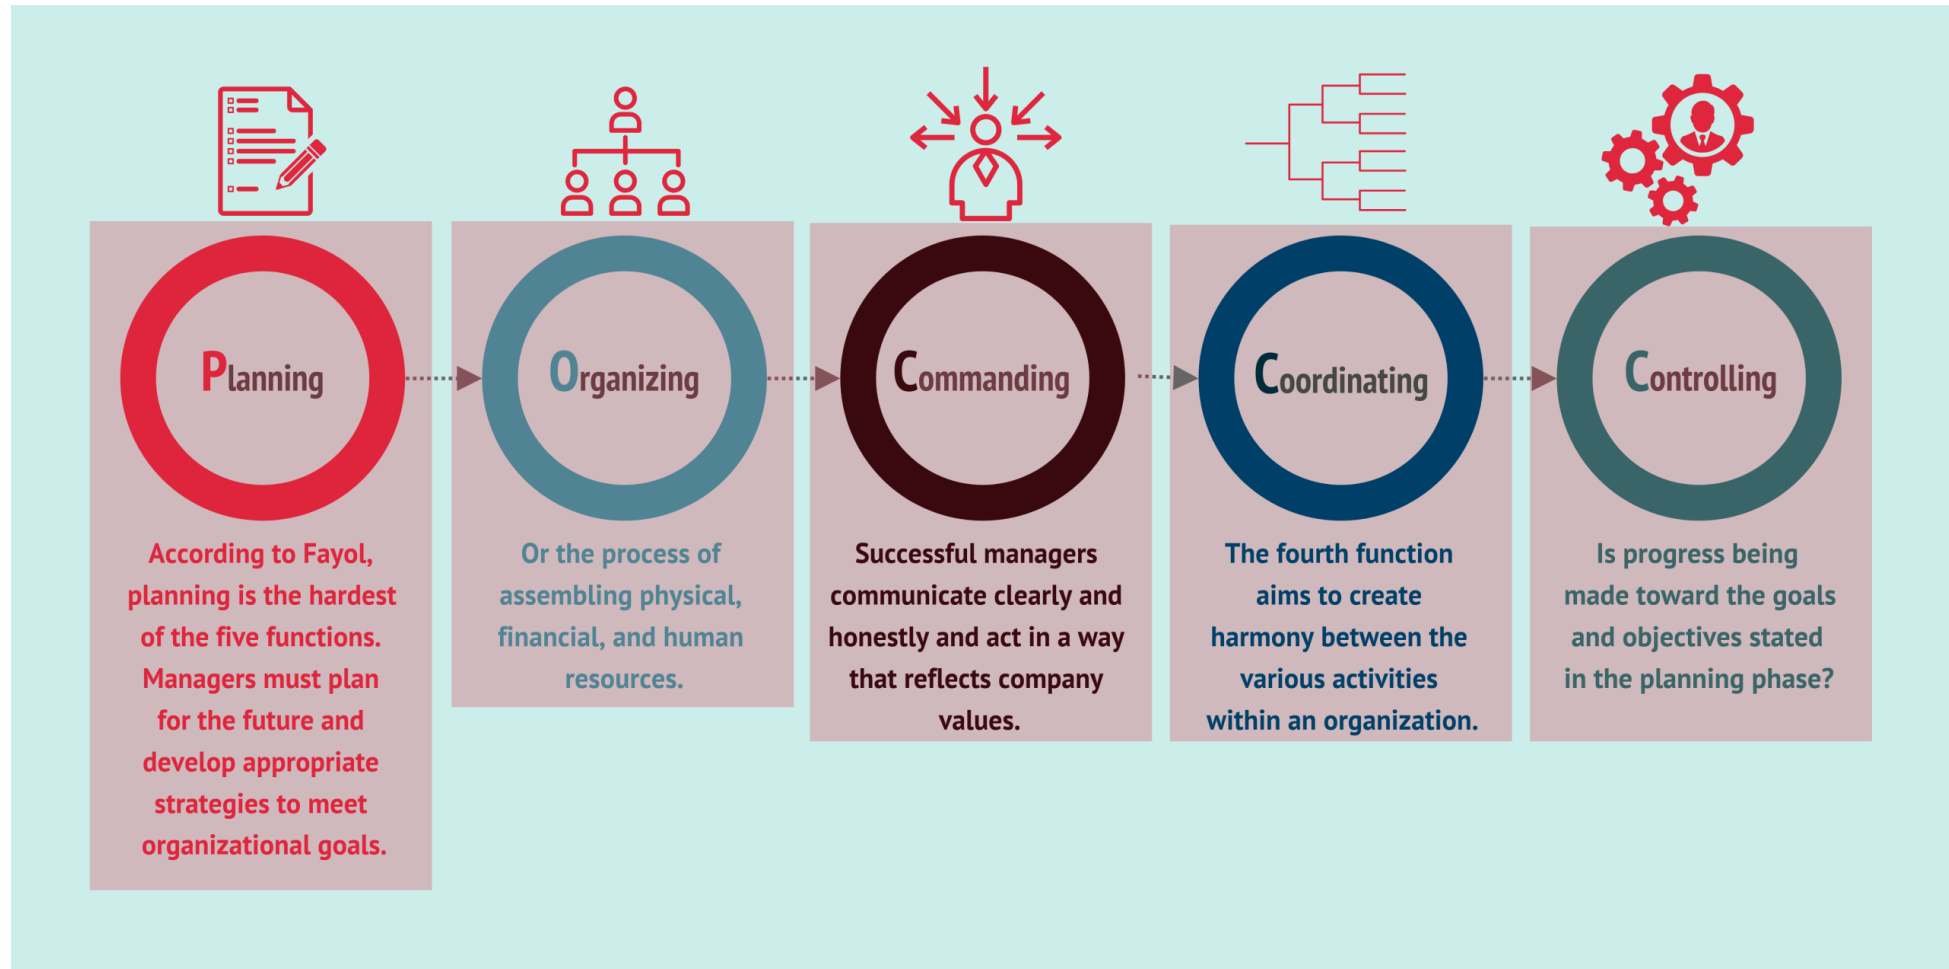 Planning
Organizing
Commanding
Coordinating
Controlling
According to Fayol,
planning is the hardest
of the five functions.
Managers must plan
for the future and
develop appropriate
strategies to meet
organizational goals.
Or the process of
assembling physical,
financial, and human
resources.
Successful managers
communicate clearly and
honestly and act in a way
that reflects company
values.
The fourth function
aims to create
harmony between the
various activities
within an organization.
Is progress being
made toward the goals
and objectives stated
in the planning phase?